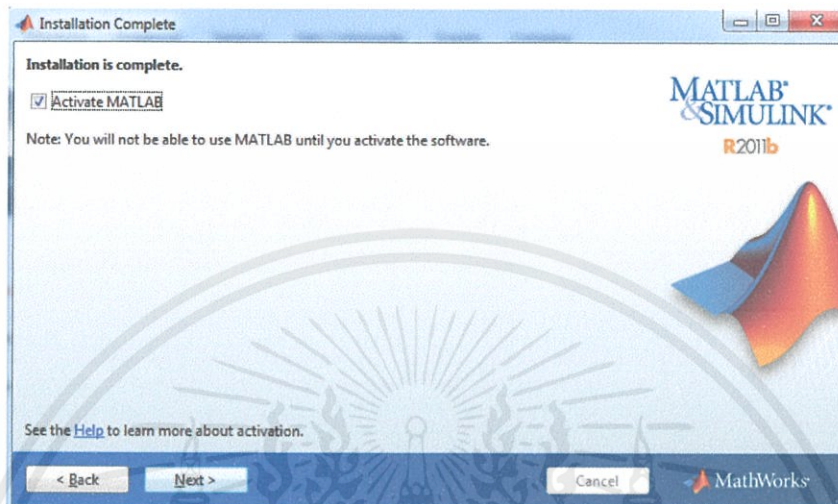 Installation Complete
Installation is complete.
Activate MATLAB
Note: You will not be able to use MATLAB until you activate the software.
MATLAB®
&SIMULINK®
R2011b
See the Help to learn more about activation.
< Back
Next >
Cancel
MathWorks®